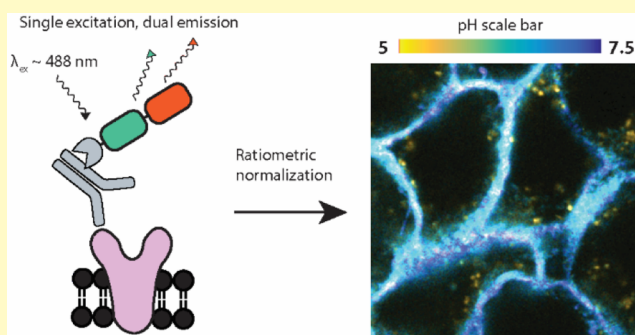 Single excitation, dual emission
λex ~ 488 nm
Ratiometric
normalization
pH scale bar
5
7.5